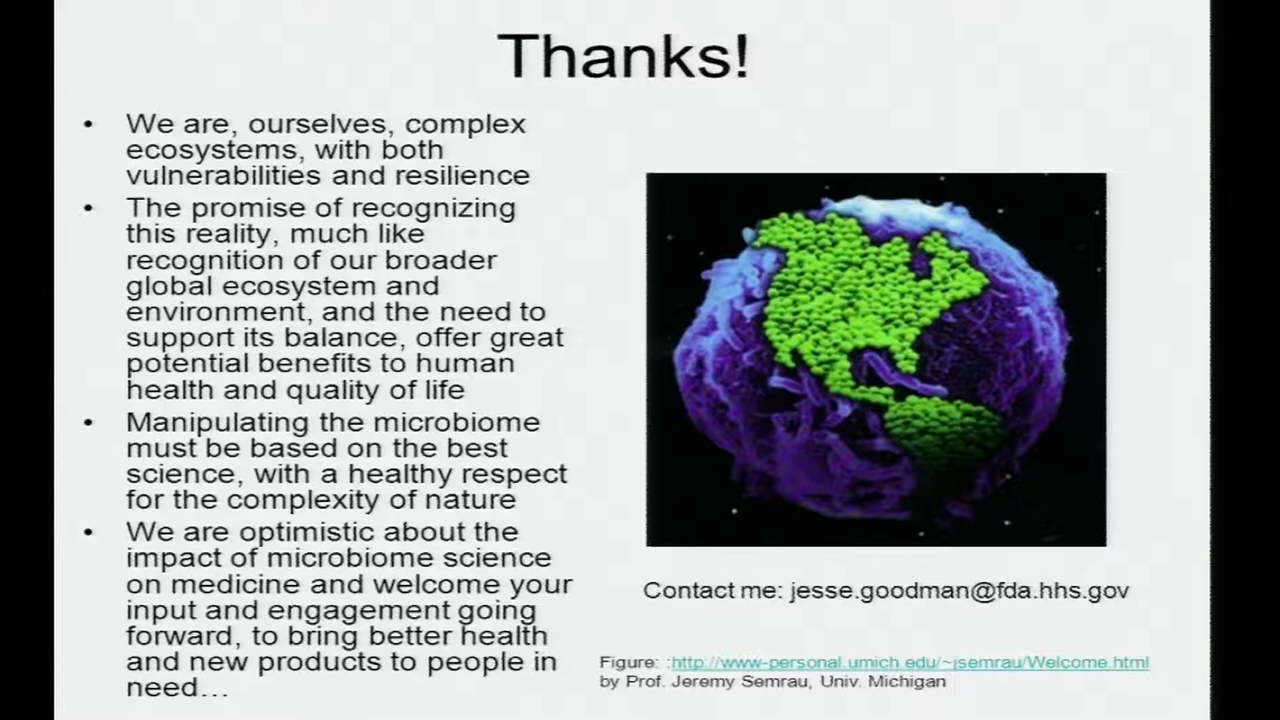 Thanks!
• We are, ourselves, complex
ecosystems, with both
vulnerabilities and resilience
• The promise of recognizing
this reality, much like
recognition of our broader
global ecosystem and
environment, and the need to
support its balance, offer great
potential benefits to human
health and quality of life
• Manipulating the microbiome
must be based on the best
science, with a healthy respect
for the complexity of nature
• We are optimistic about the
impact of microbiome science
on medicine and welcome your
input and engagement going
forward, to bring better health
and new products to people in
need…
Contact me: jesse.goodman@fda.hhs.gov
Figure: :http://www-personal.umich.edu/~jsemrau/Welcome.html
by Prof. Jeremy Semrau, Univ. Michigan